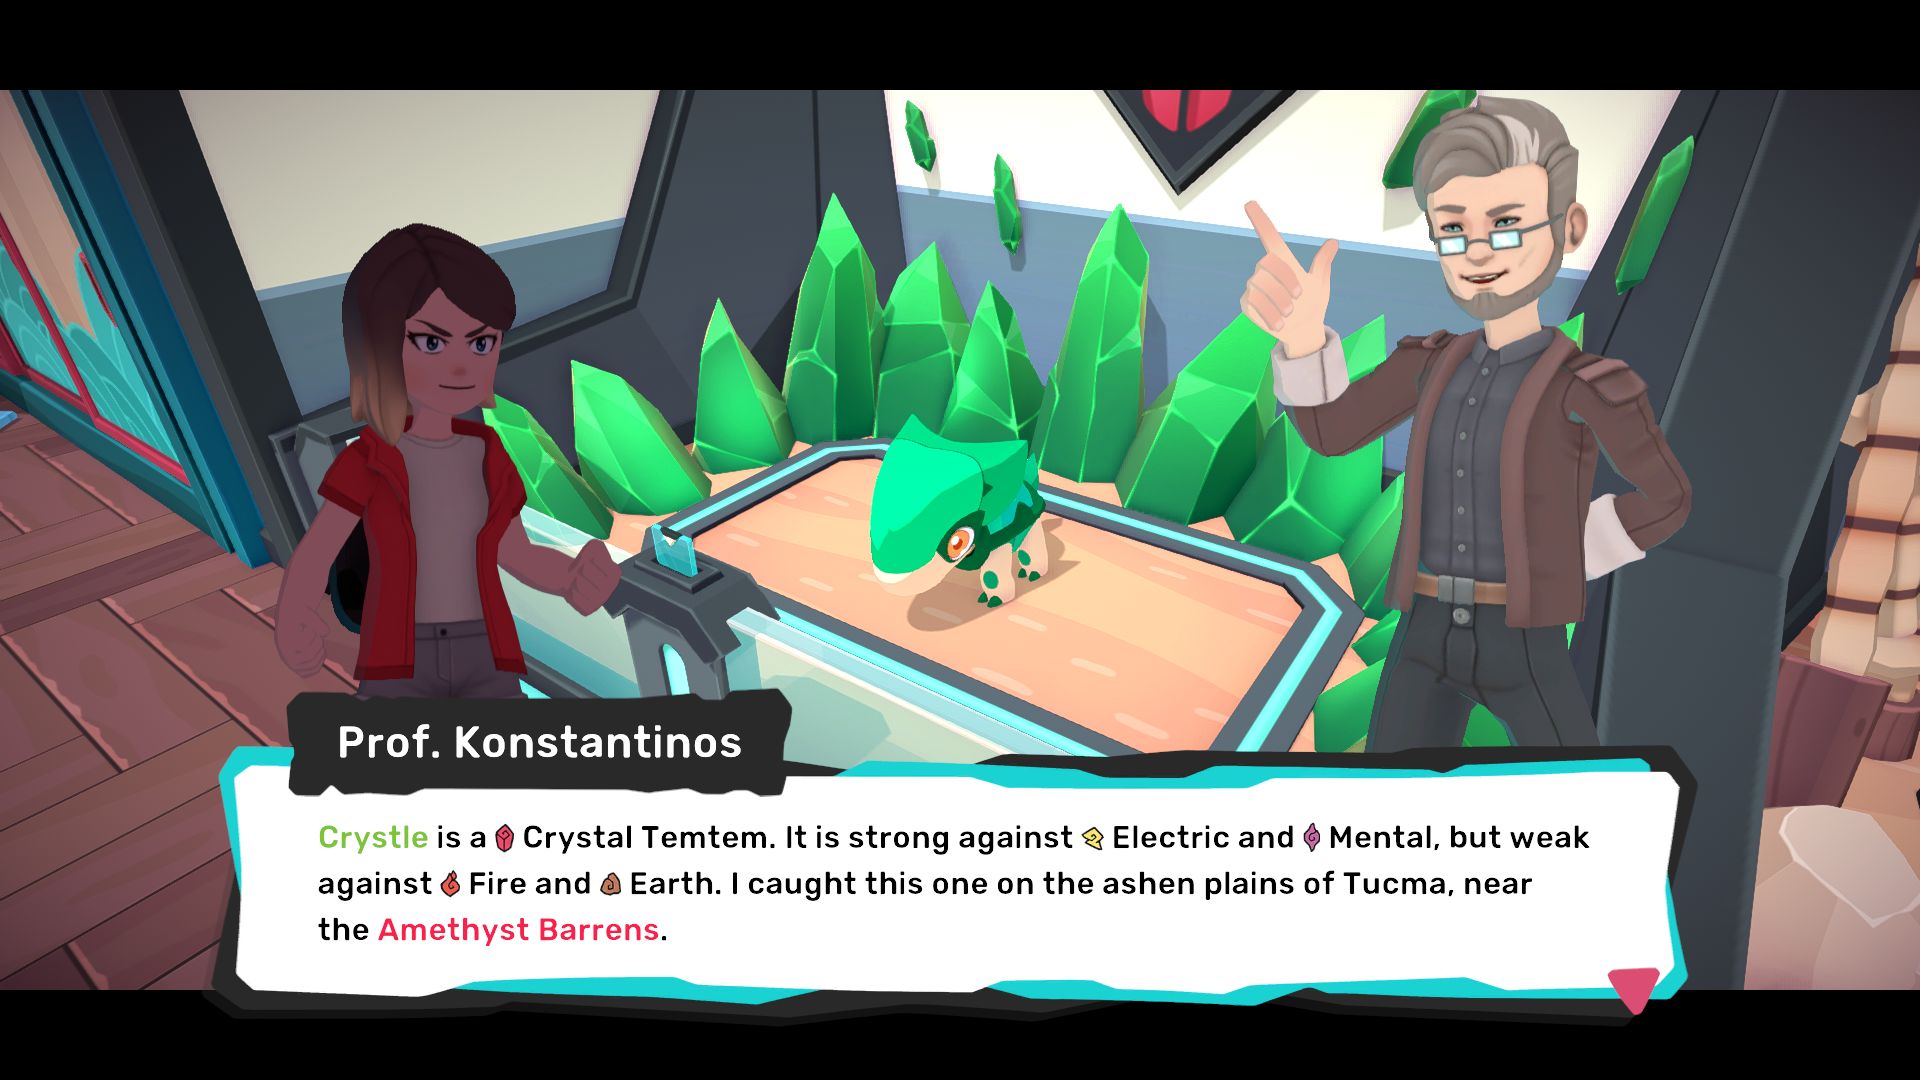 Prof. Konstantinos
Crystle is a Crystal Temtem. It is strong against Electric and Mental, but weak
against Fire and Earth. I caught this one on the ashen plains of Tucma, near
the Amethyst Barrens.